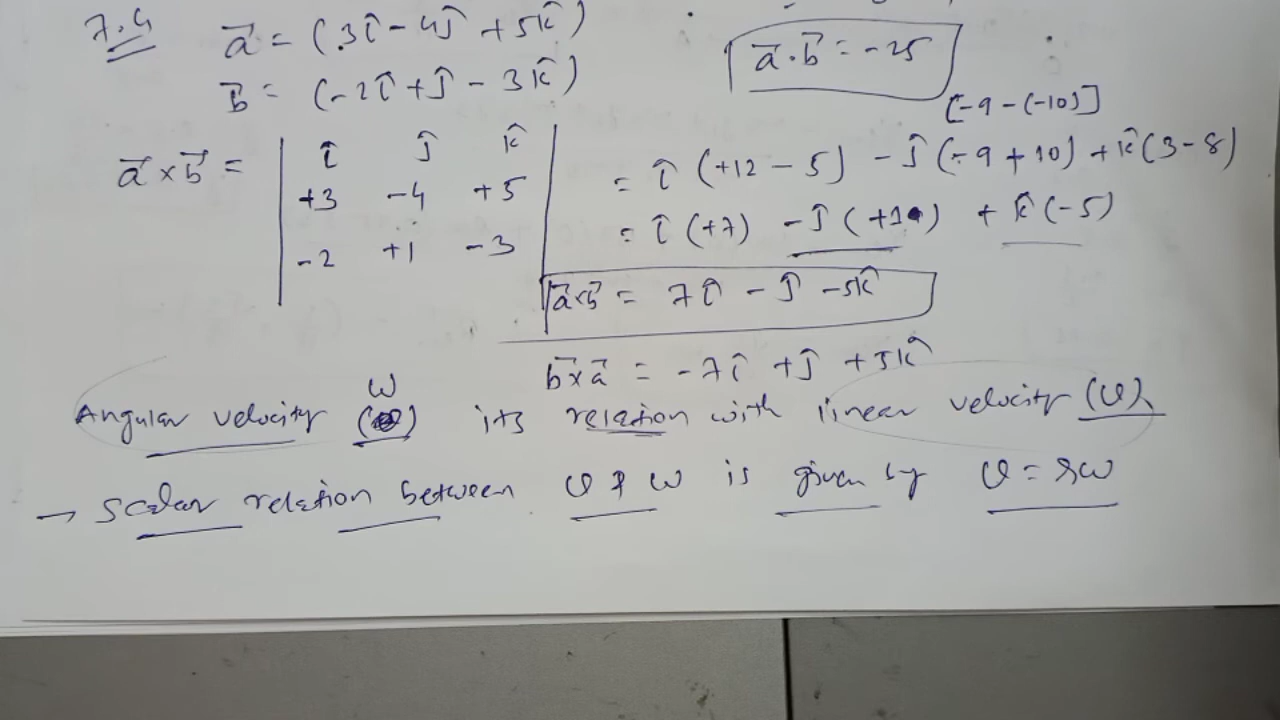 7.4 a⃗ = (3î - 4ĵ + 5k̂)
b⃗ = (-2î + ĵ - 3k̂)
a⃗·b⃗ = -25
[-9 - (-10)]
a⃗ × b⃗ = | î ĵ k̂ | = î (+12 - 5) - ĵ (-9 + 10) + k̂ (3 - 8)
+3 -4 +5
-2 +1 -3
= î (+7) - ĵ (+1) + k̂ (-5)
a⃗×b⃗ = 7î - ĵ - 5k̂
b⃗×a⃗ = -7î + ĵ + 5k̂
Angular velocity (ω) its relation with linear velocity (v)
→ Scalar relation between v & ω is given by v = rω